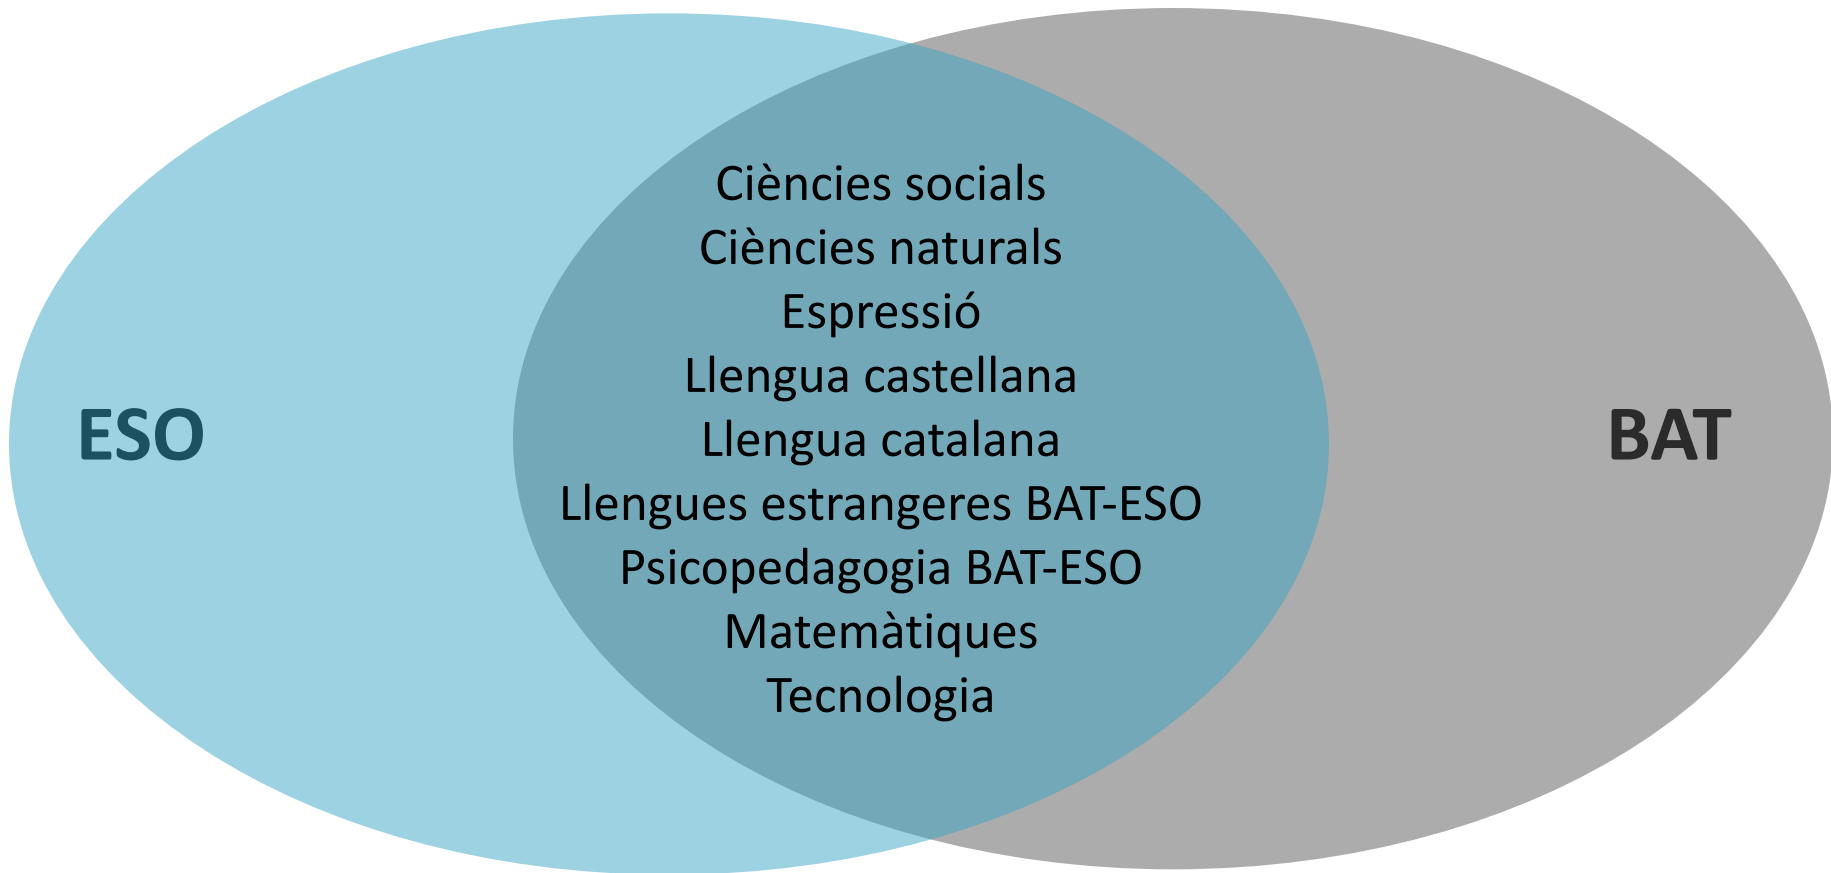 Ciències socials
Ciències naturals
Espressió
Llengua castellana
Llengua catalana
Llengues estrangeres BAT-ESO
Psicopedagogia BAT-ESO
Matemàtiques
Tecnologia
ESO
BAT